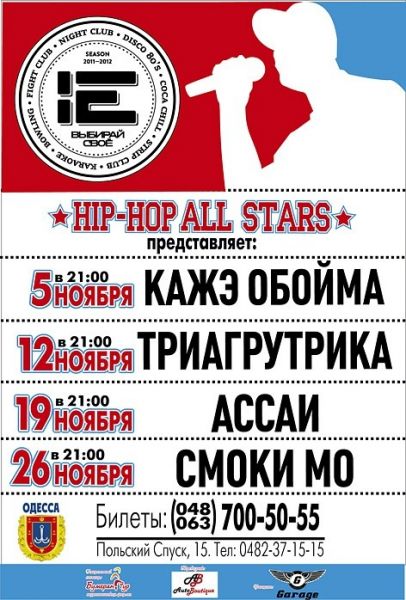 NIGHT CLUB • DISCO 80's • COCA CHILL • STRIP CLUB • KARAOKE • BOWLING • FIGHT CLUB •
SEASON
2011-2012
IE
ВЫБИРАЙ
СВОЁ
HIP-HOP ALL STARS
представляет:
в 21:00
5 НОЯБРЯ КАЖЭ ОБОЙМА
в 21:00
12 НОЯБРЯ ТРИАГРУТРИКА
в 21:00
19 НОЯБРЯ АССАИ
в 21:00
26 НОЯБРЯ СМОКИ МО
ОДЕССА
Билеты: (048 063) 700-50-55
Польский Спуск, 15. Тел: 0482-37-15-15
AB
AutoBoutique
G
Garage